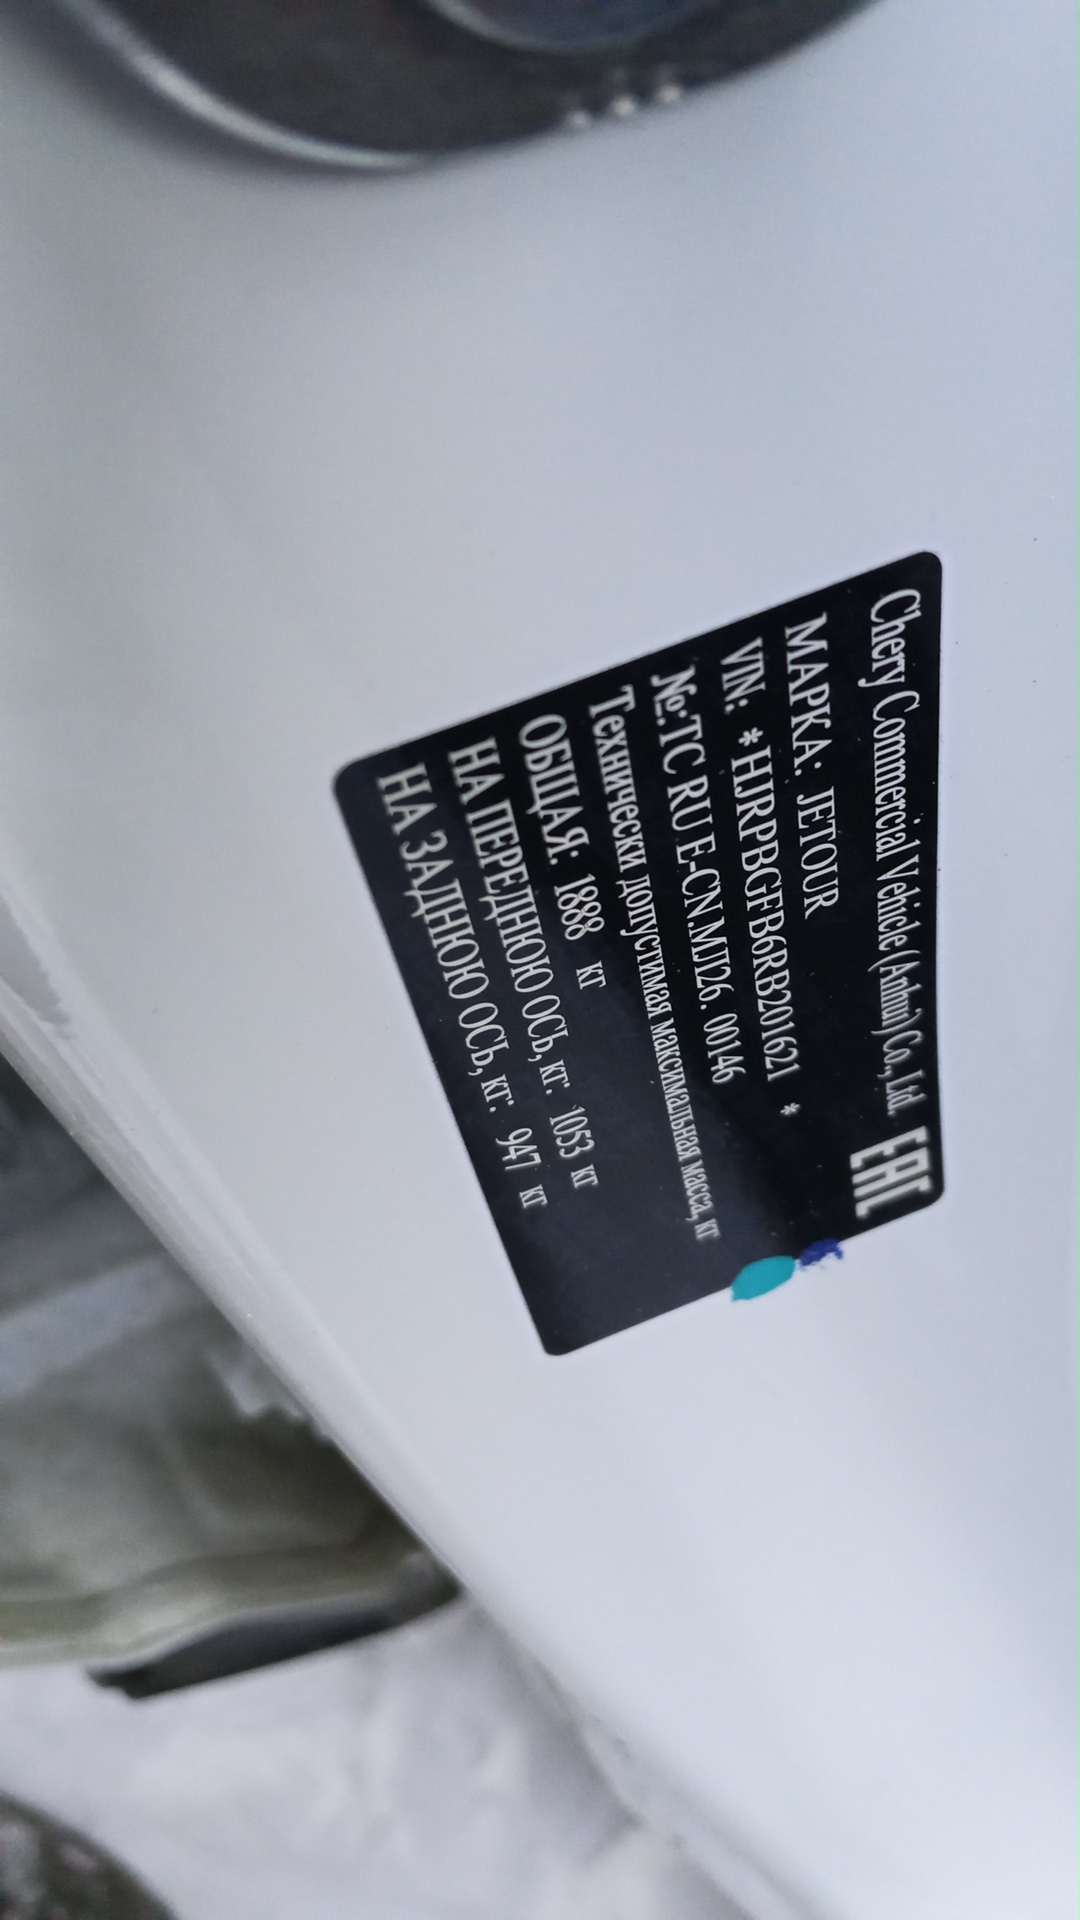 Chery Commercial Vehicle (Anhui) Co., Ltd. EAC
МАРКА: JETOUR
VIN: * HJRPBGFB6RB201621 *
№:ТС RU E-CN.МЛ26. 00146
Технически допустимая максимальная масса, кг
ОБЩАЯ: 1888 кг
НА ПЕРЕДНЮЮ ОСЬ, кг: 1053 кг
НА ЗАДНЮЮ ОСЬ, кг: 947 кг